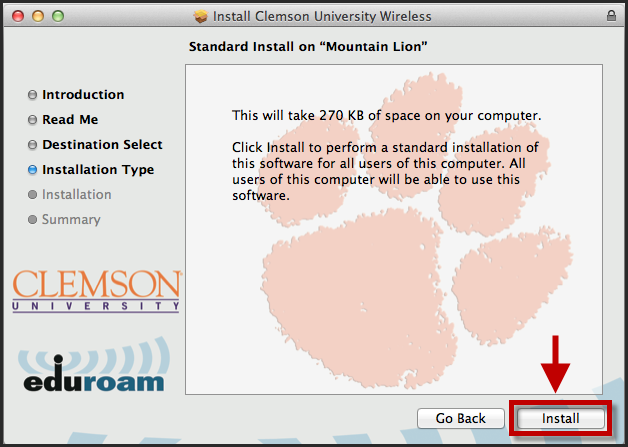 Install Clemson University Wireless
Standard Install on “Mountain Lion”
Introduction
Read Me
Destination Select
Installation Type
Installation
Summary
CLEMSON
UNIVERSITY
eduroam
This will take 270 KB of space on your computer.
Click Install to perform a standard installation of
this software for all users of this computer. All
users of this computer will be able to use this
software.
Go Back
Install